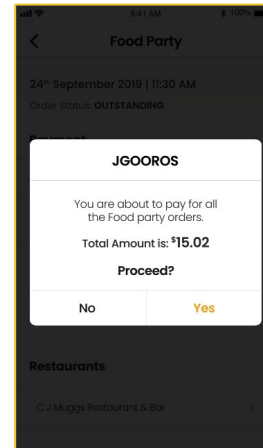 9:41 AM
100%
Food Party
24th September 2019 | 11:30 AM
Order Status: OUTSTANDING
Payment
JGOOROS
You are about to pay for all
the Food party orders.
Total Amount is: $15.02
Proceed?
No Yes
Restaurants
C J Muggs Restaurant & Bar